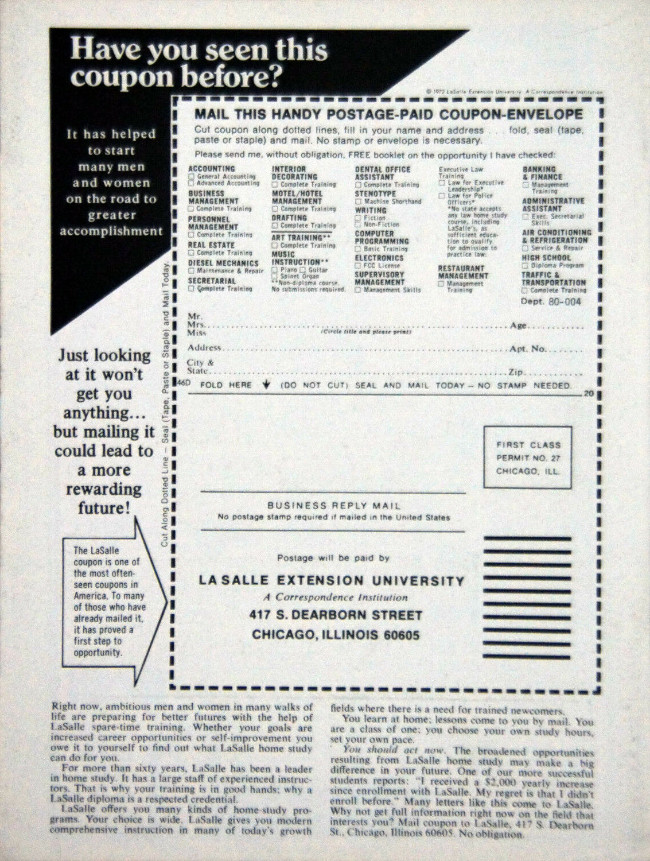 Have you seen this
coupon before?
© 1972 LaSalle Extension University, A Correspondence Institution
It has helped
to start
many men
and women
on the road to
greater
accomplishment
MAIL THIS HANDY POSTAGE-PAID COUPON-ENVELOPE
Cut coupon along dotted lines, fill in your name and address . . . fold, seal (tape,
paste or staple) and mail. No stamp or envelope is necessary.
Please send me, without obligation, FREE booklet on the opportunity I have checked:
ACCOUNTING
General Accounting
Advanced Accounting
BUSINESS
MANAGEMENT
Complete Training
PERSONNEL
MANAGEMENT
Complete Training
REAL ESTATE
Complete Training
DIESEL MECHANICS
Maintenance & Repair
SECRETARIAL
Complete Training
INTERIOR
DECORATING
Complete Training
MOTEL/HOTEL
MANAGEMENT
Complete Training
DRAFTING
Complete Training
ART TRAINING**
Complete Training
MUSIC
INSTRUCTION**
Piano Guitar
Spinet Organ
**Non-diploma course.
No submissions required.
DENTAL OFFICE
ASSISTANT
Complete Training
STENOTYPE
Machine Shorthand
WRITING
Fiction
Non-Fiction
COMPUTER
PROGRAMMING
Basic Training
ELECTRONICS
FCC License
SUPERVISORY
MANAGEMENT
Management Skills
Executive Law
Training
Law for Executive
Leadership*
Law for Police
Officers*
*No state accepts
any law home study
course, including
LaSalle's, as
sufficient educa-
tion to qualify
for admission to
practice law.
RESTAURANT
MANAGEMENT
Management
Training
BANKING
& FINANCE
Management
Training
ADMINISTRATIVE
ASSISTANT
Exec. Secretarial
Skills
AIR CONDITIONING
& REFRIGERATION
Service & Repair
HIGH SCHOOL
Diploma Program
TRAFFIC &
TRANSPORTATION
Complete Training
Dept. 80-004
Mr.
Mrs. Age
Miss (Circle title and please print)
Address Apt. No.
City &
State Zip
46D FOLD HERE (DO NOT CUT) SEAL AND MAIL TODAY – NO STAMP NEEDED. 20
Cut Along Dotted Line – Seal (Tape, Paste or Staple) and Mail Today.
Just looking
at it won't
get you
anything...
but mailing it
could lead to
a more
rewarding
future!
The LaSalle
coupon is one of
the most often-
seen coupons in
America. To many
of those who have
already mailed it,
it has proved a
first step to
opportunity.
FIRST CLASS
PERMIT NO. 27
CHICAGO, ILL.
BUSINESS REPLY MAIL
No postage stamp required if mailed in the United States
Postage will be paid by
LA SALLE EXTENSION UNIVERSITY
A Correspondence Institution
417 S. DEARBORN STREET
CHICAGO, ILLINOIS 60605
Right now, ambitious men and women in many walks of
life are preparing for better futures with the help of
LaSalle spare-time training. Whether your goals are
increased career opportunities or self-improvement you
owe it to yourself to find out what LaSalle home study
can do for you.
For more than sixty years, LaSalle has been a leader
in home study. It has a large staff of experienced instruc-
tors. That is why your training is in good hands; why a
LaSalle diploma is a respected credential.
LaSalle offers you many kinds of home-study pro-
grams. Your choice is wide. LaSalle gives you modern
comprehensive instruction in many of today's growth
fields where there is a need for trained newcomers.
You learn at home; lessons come to you by mail. You
are a class of one; you choose your own study hours,
set your own pace.
You should act now. The broadened opportunities
resulting from LaSalle home study may make a big
difference in your future. One of our more successful
students reports: "I received a $2,000 yearly increase
since enrollment with LaSalle. My regret is that I didn't
enroll before." Many letters like this come to LaSalle.
Why not get full information right now on the field that
interests you? Mail coupon to LaSalle, 417 S. Dearborn
St., Chicago, Illinois 60605. No obligation.